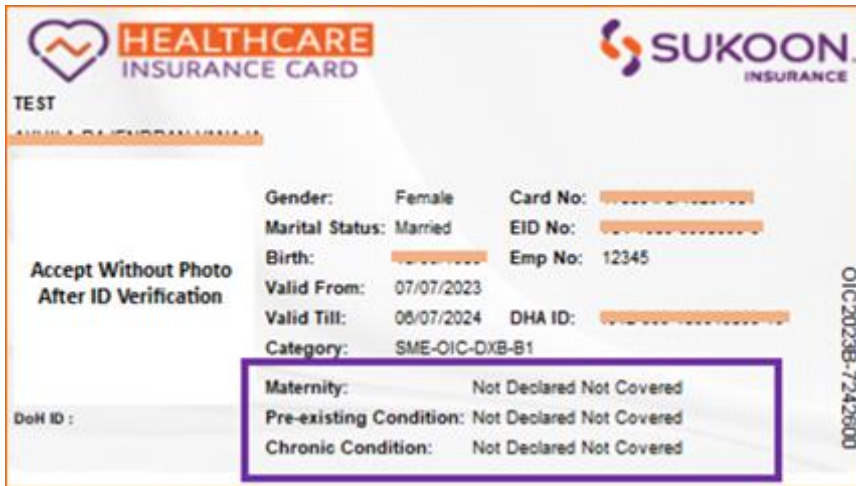 HEALTHCARE
INSURANCE CARD
SUKOON
INSURANCE
TEST
Gender: Female Card No:
Marital Status: Married EID No:
Birth: Emp No: 12345
Accept Without Photo
After ID Verification
Valid From: 07/07/2023
Valid Till: 06/07/2024 DHA ID:
Category: SME-OIC-DXB-B1
Maternity: Not Declared Not Covered
Pre-existing Condition: Not Declared Not Covered
Chronic Condition: Not Declared Not Covered
DoH ID :
OIC2023B-7242600